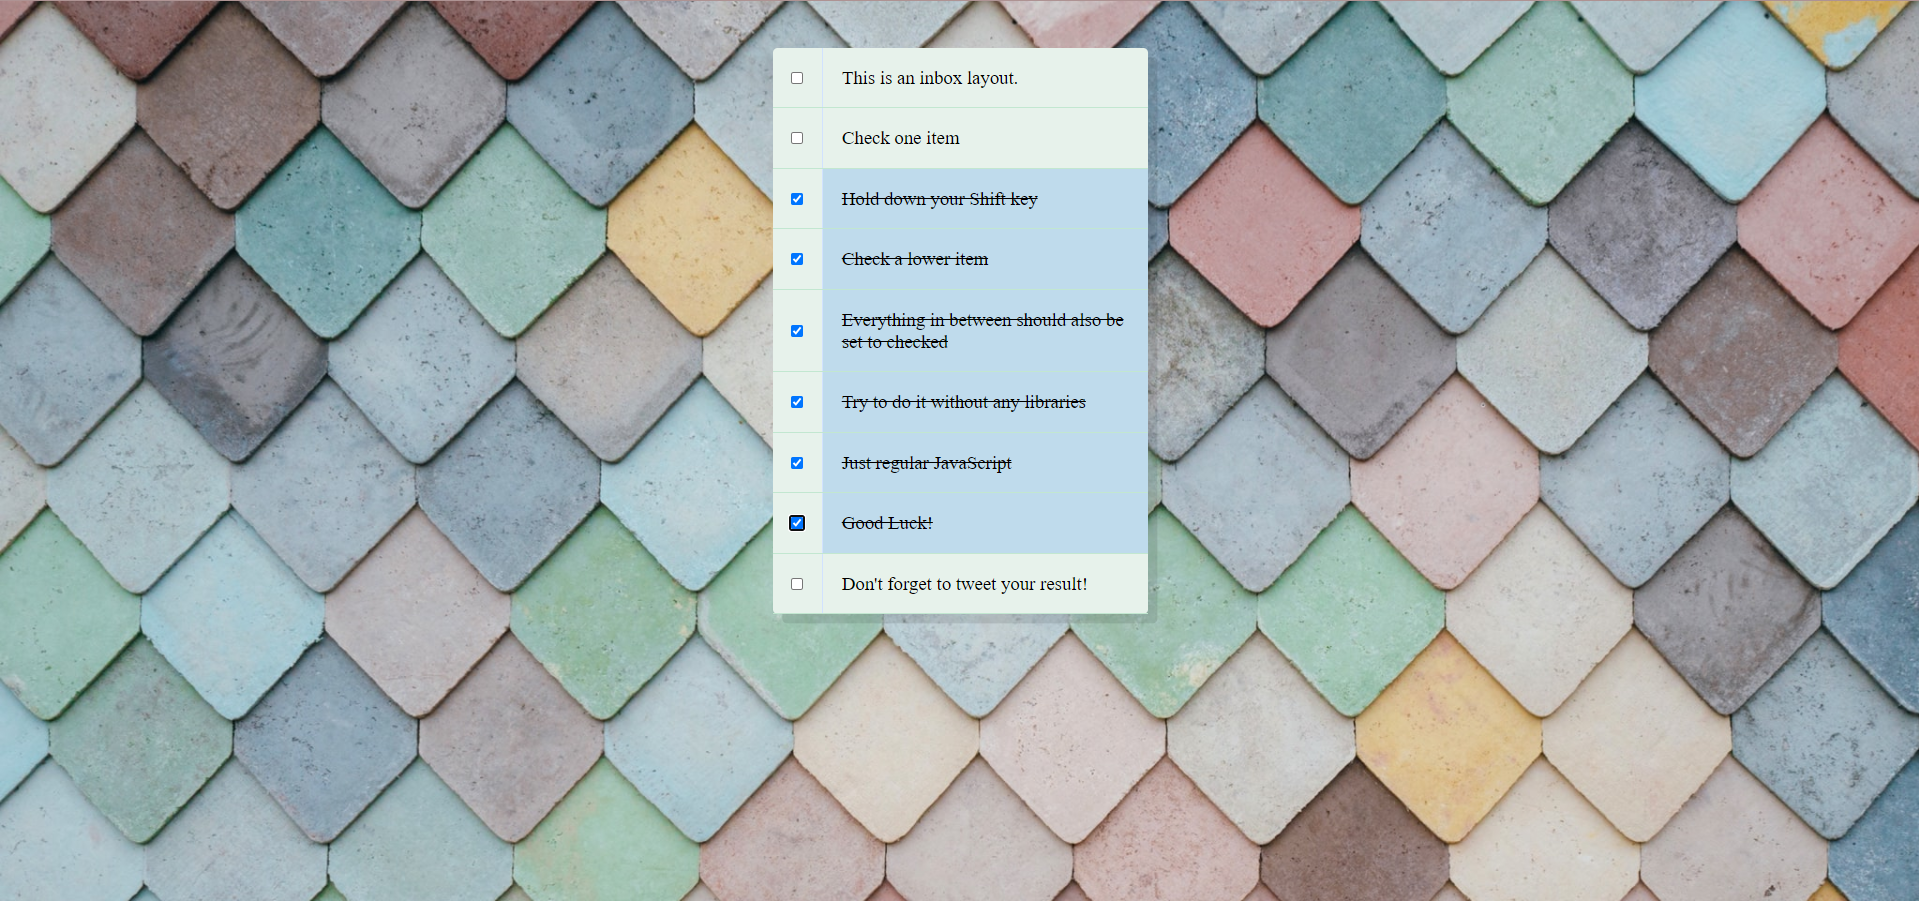 This is an inbox layout.
Check one item
Hold down your Shift key
Check a lower item
Everything in between should also be
set to checked
Try to do it without any libraries
Just regular JavaScript
Good Luck!
Don't forget to tweet your result!